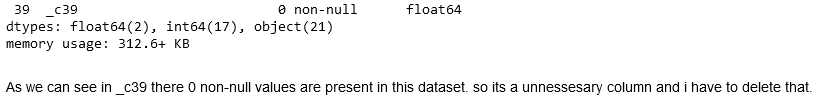 39 _c39 0 non-null float64
dtypes: float64(2), int64(17), object(21)
memory usage: 312.6+ KB
As we can see in _c39 there 0 non-null values are present in this dataset. so its a unnessesary column and i have to delete that.